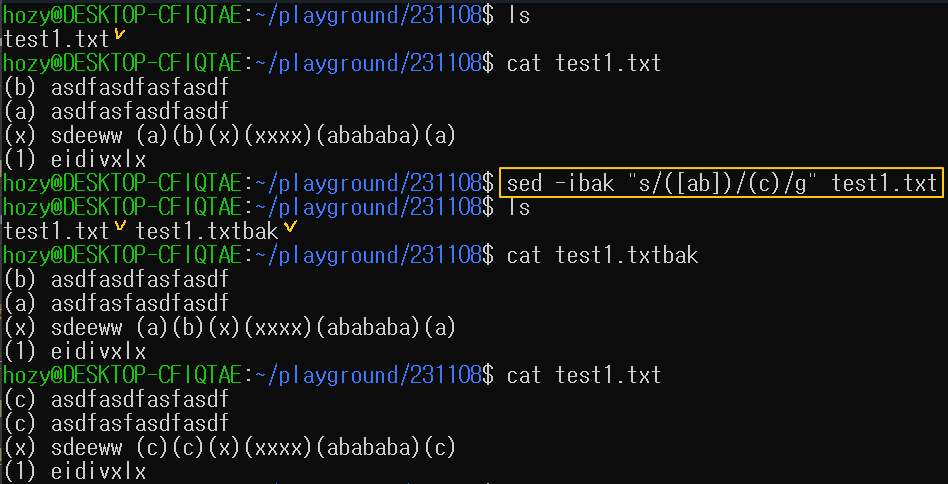 hozy@DESKTOP-CFIQTAE:~/playground/231108$ ls
test1.txt
hozy@DESKTOP-CFIQTAE:~/playground/231108$ cat test1.txt
(b) asdfasdfasfasdf
(a) asdfasfasdfasdf
(x) sdeeww (a)(b)(x)(xxxx)(abababa)(a)
(1) eidivxlx
hozy@DESKTOP-CFIQTAE:~/playground/231108$ sed -ibak "s/([ab])/(c)/g" test1.txt
hozy@DESKTOP-CFIQTAE:~/playground/231108$ ls
test1.txt test1.txtbak
hozy@DESKTOP-CFIQTAE:~/playground/231108$ cat test1.txtbak
(b) asdfasdfasfasdf
(a) asdfasfasdfasdf
(x) sdeeww (a)(b)(x)(xxxx)(abababa)(a)
(1) eidivxlx
hozy@DESKTOP-CFIQTAE:~/playground/231108$ cat test1.txt
(c) asdfasdfasfasdf
(c) asdfasfasdfasdf
(x) sdeeww (c)(c)(x)(xxxx)(abababa)(c)
(1) eidivxlx